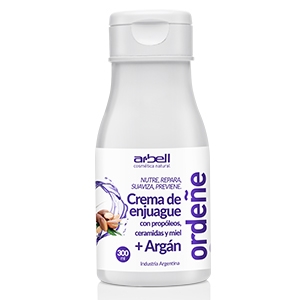 arbell
cosmética natural
NUTRE, REPARA,
SUAVIZA, PREVIENE.
Crema de
enjuague
con propóleos,
ceramidas y miel
+ Argán
300
ml
Industria Argentina
ordeñe